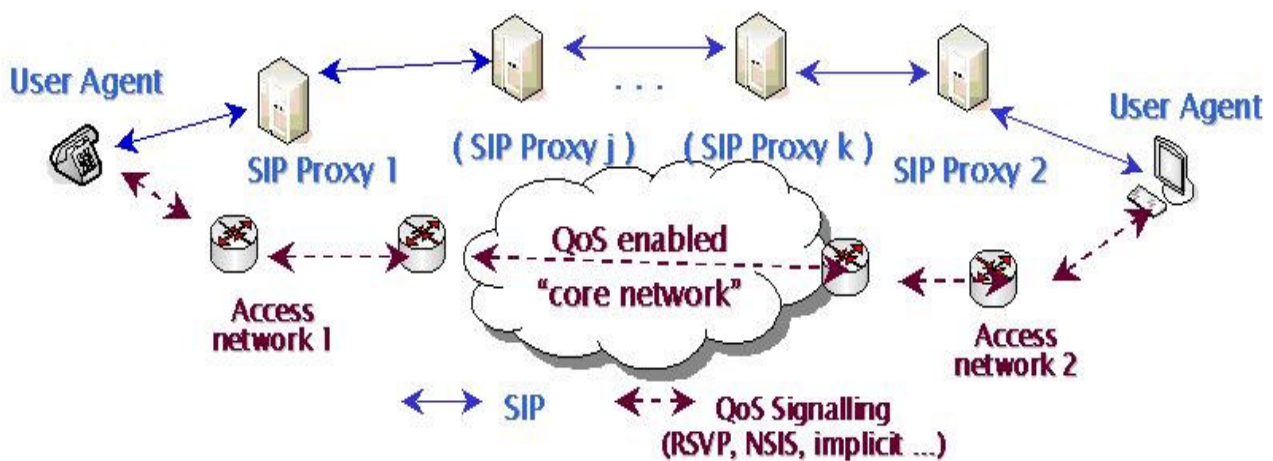 User Agent
SIP Proxy 1
( SIP Proxy j )
. . .
( SIP Proxy k )
SIP Proxy 2
User Agent
QoS enabled
“core network”
Access
network 1
Access
network 2
SIP
QoS Signalling
(RSVP, NSIS, implicit ...)